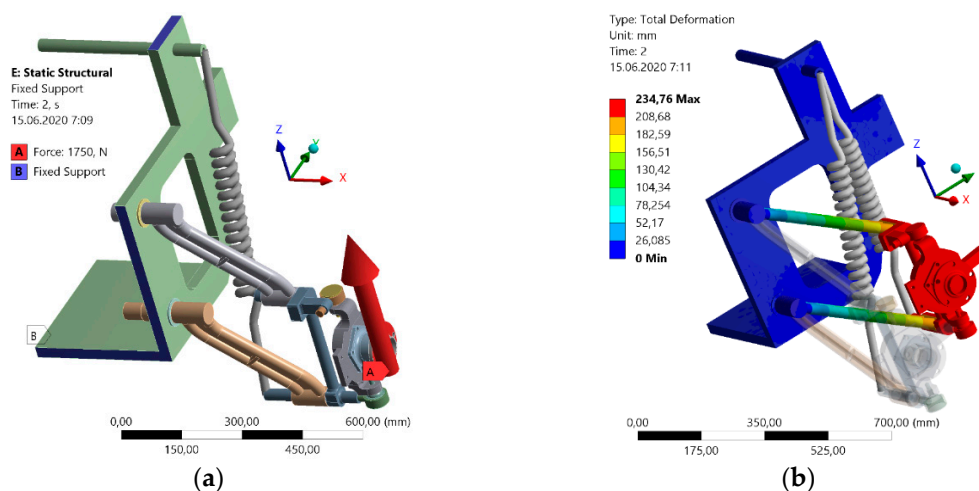 E: Static Structural
Fixed Support
Time: 2, s
15.06.2020 7:09
A Force: 1750, N
B Fixed Support
Z
Y
X
B
A
0,00 300,00 600,00 (mm)
150,00 450,00
(a)
Type: Total Deformation
Unit: mm
Time: 2
15.06.2020 7:11
234,76 Max
208,68
182,59
156,51
130,42
104,34
78,254
52,17
26,085
0 Min
Z
X
0,00 350,00 700,00 (mm)
175,00 525,00
(b)